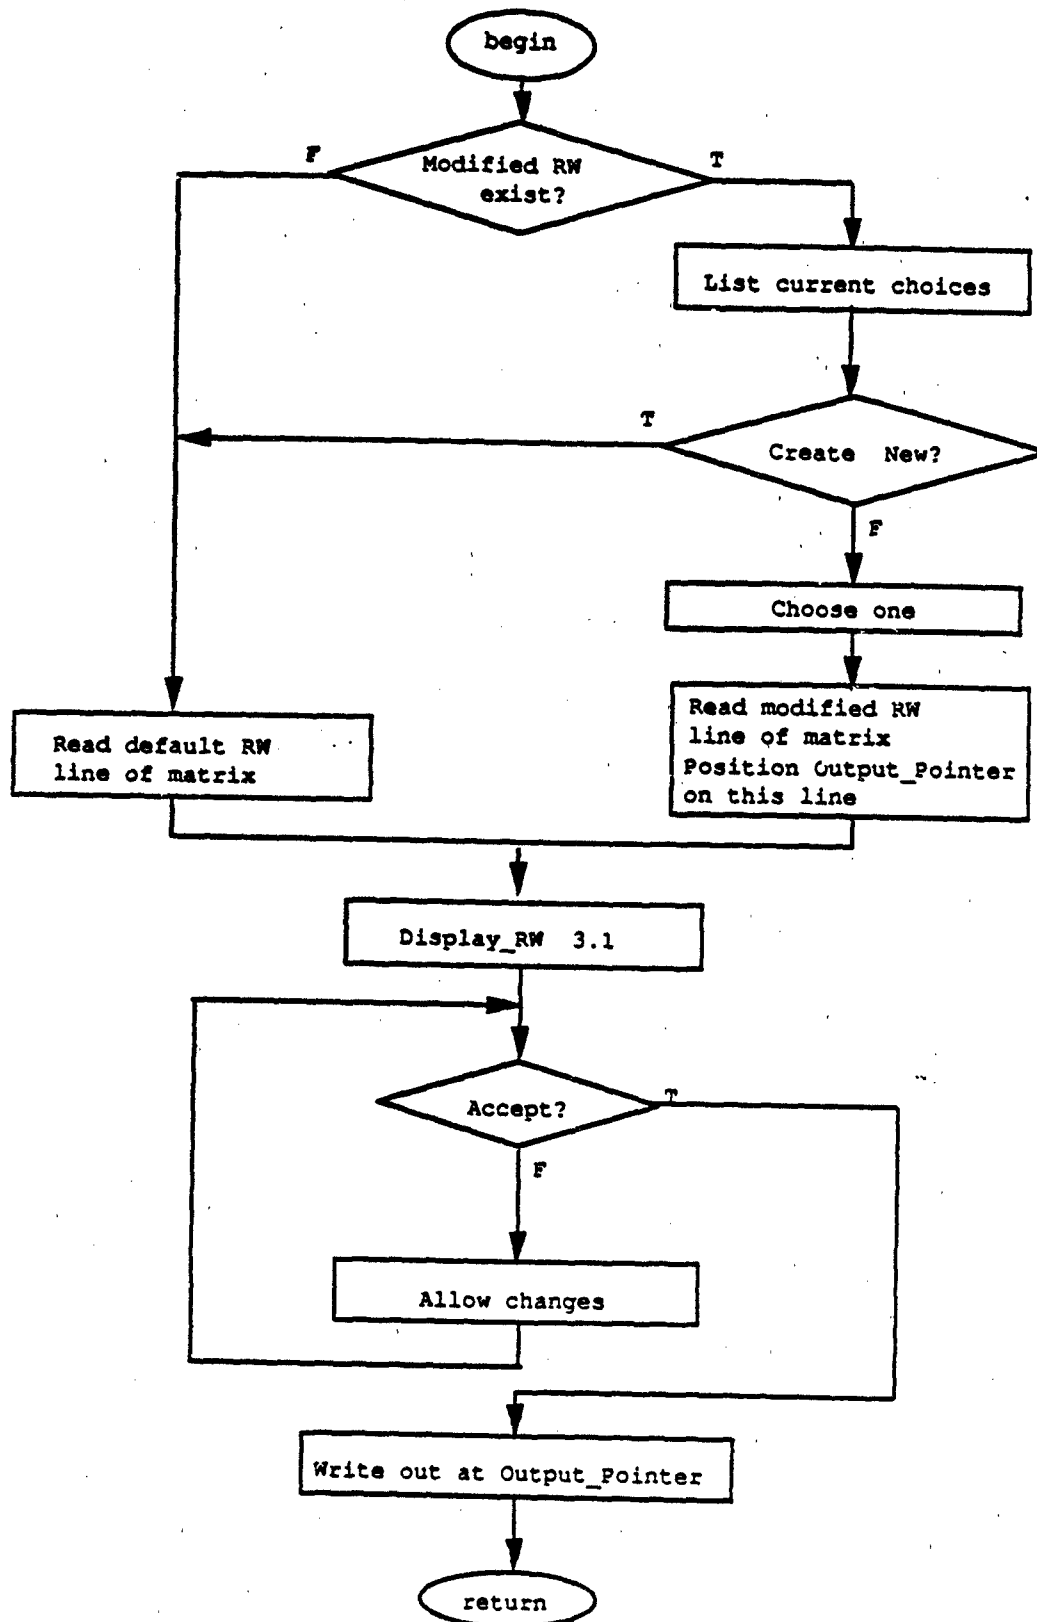 begin
F
T
Modified RW
exist?
List current choices
T
Create New?
F
Choose one
Read default RW
line of matrix
Read modified RW
line of matrix
Position Output_Pointer
on this line
Display_RW 3.1
Accept?
T
F
Allow changes
Write out at Output_Pointer
return